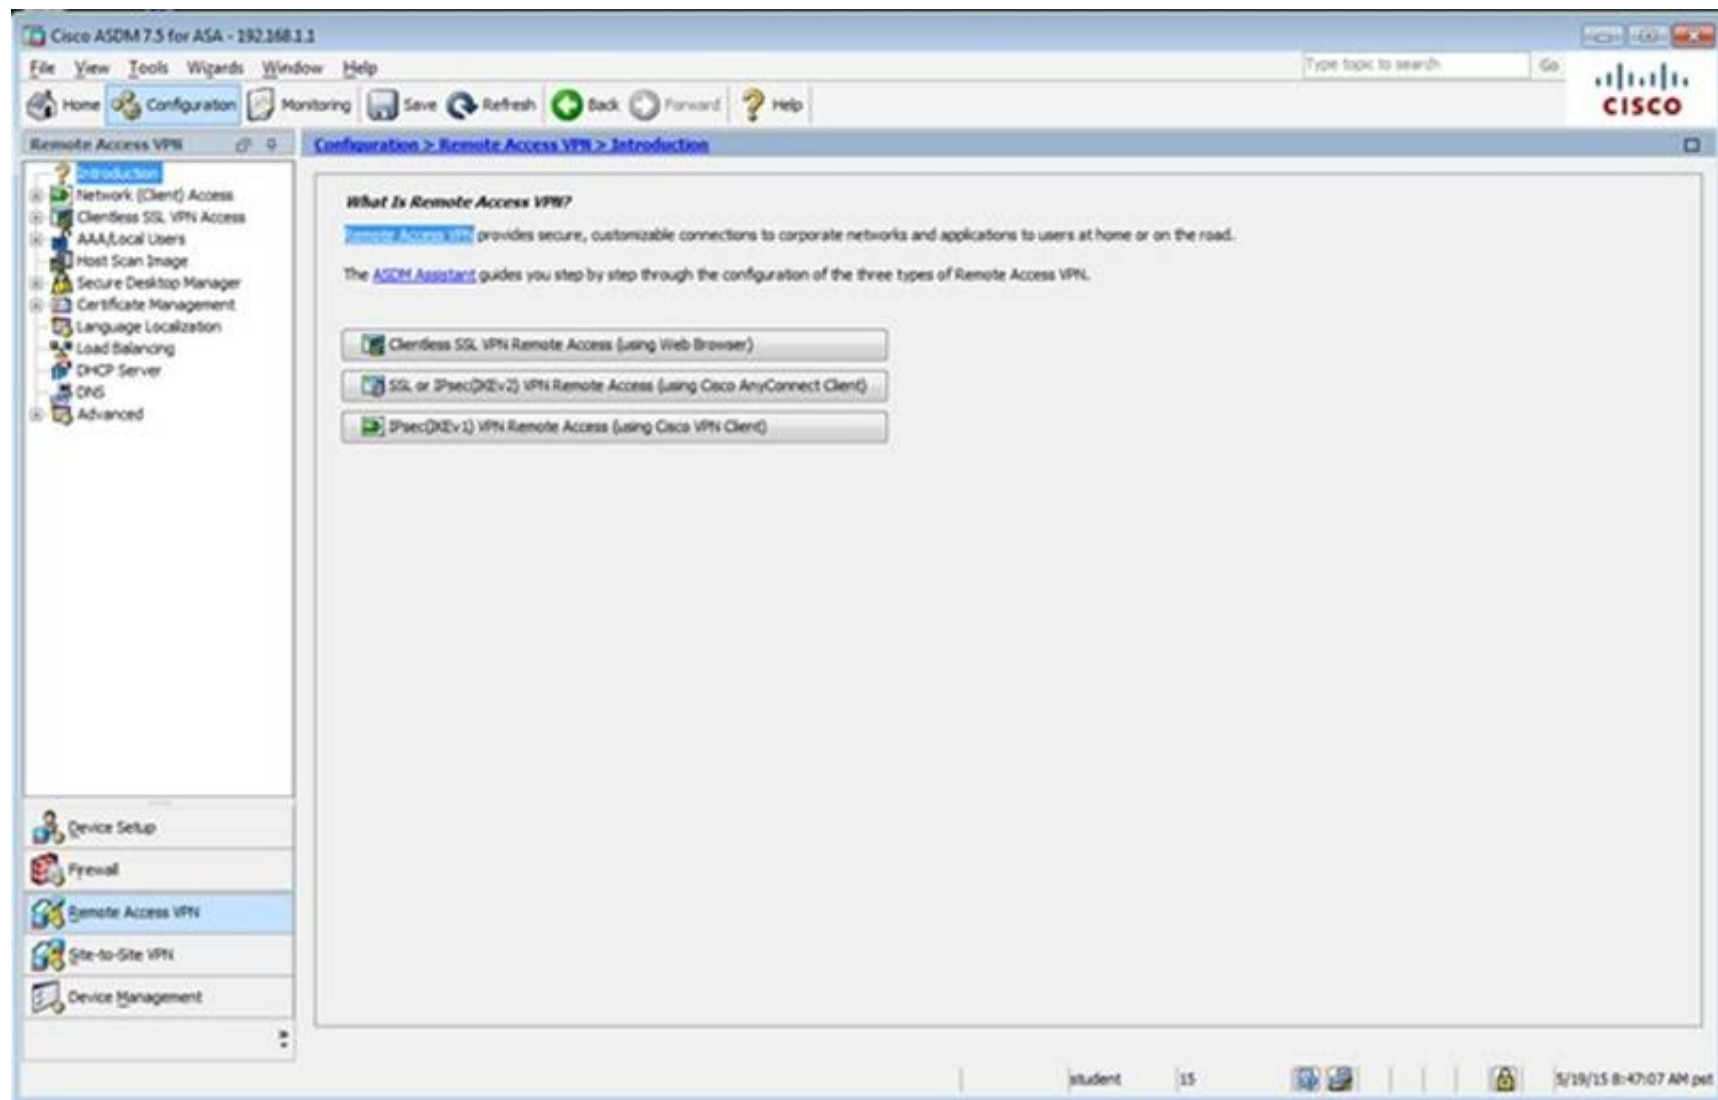 Cisco ASDM 7.5 for ASA - 192.168.1.1
File View Tools Wizards Window Help
Type topic to search Go
Home Configuration Monitoring Save Refresh Back Forward Help
CISCO
Remote Access VPN
Configuration > Remote Access VPN > Introduction
Introduction
Network (Client) Access
Clientless SSL VPN Access
AAA/Local Users
Host Scan Image
Secure Desktop Manager
Certificate Management
Language Localization
Load Balancing
DHCP Server
DNS
Advanced
What Is Remote Access VPN?
Remote Access VPN provides secure, customizable connections to corporate networks and applications to users at home or on the road.
The ASDM Assistant guides you step by step through the configuration of the three types of Remote Access VPN.
Clientless SSL VPN Remote Access (using Web Browser)
SSL or IPsec(IKEv2) VPN Remote Access (using Cisco AnyConnect Client)
IPsec(IKEv1) VPN Remote Access (using Cisco VPN Client)
Device Setup
Firewall
Remote Access VPN
Site-to-Site VPN
Device Management
student 15 5/19/15 8:47:07 AM pst